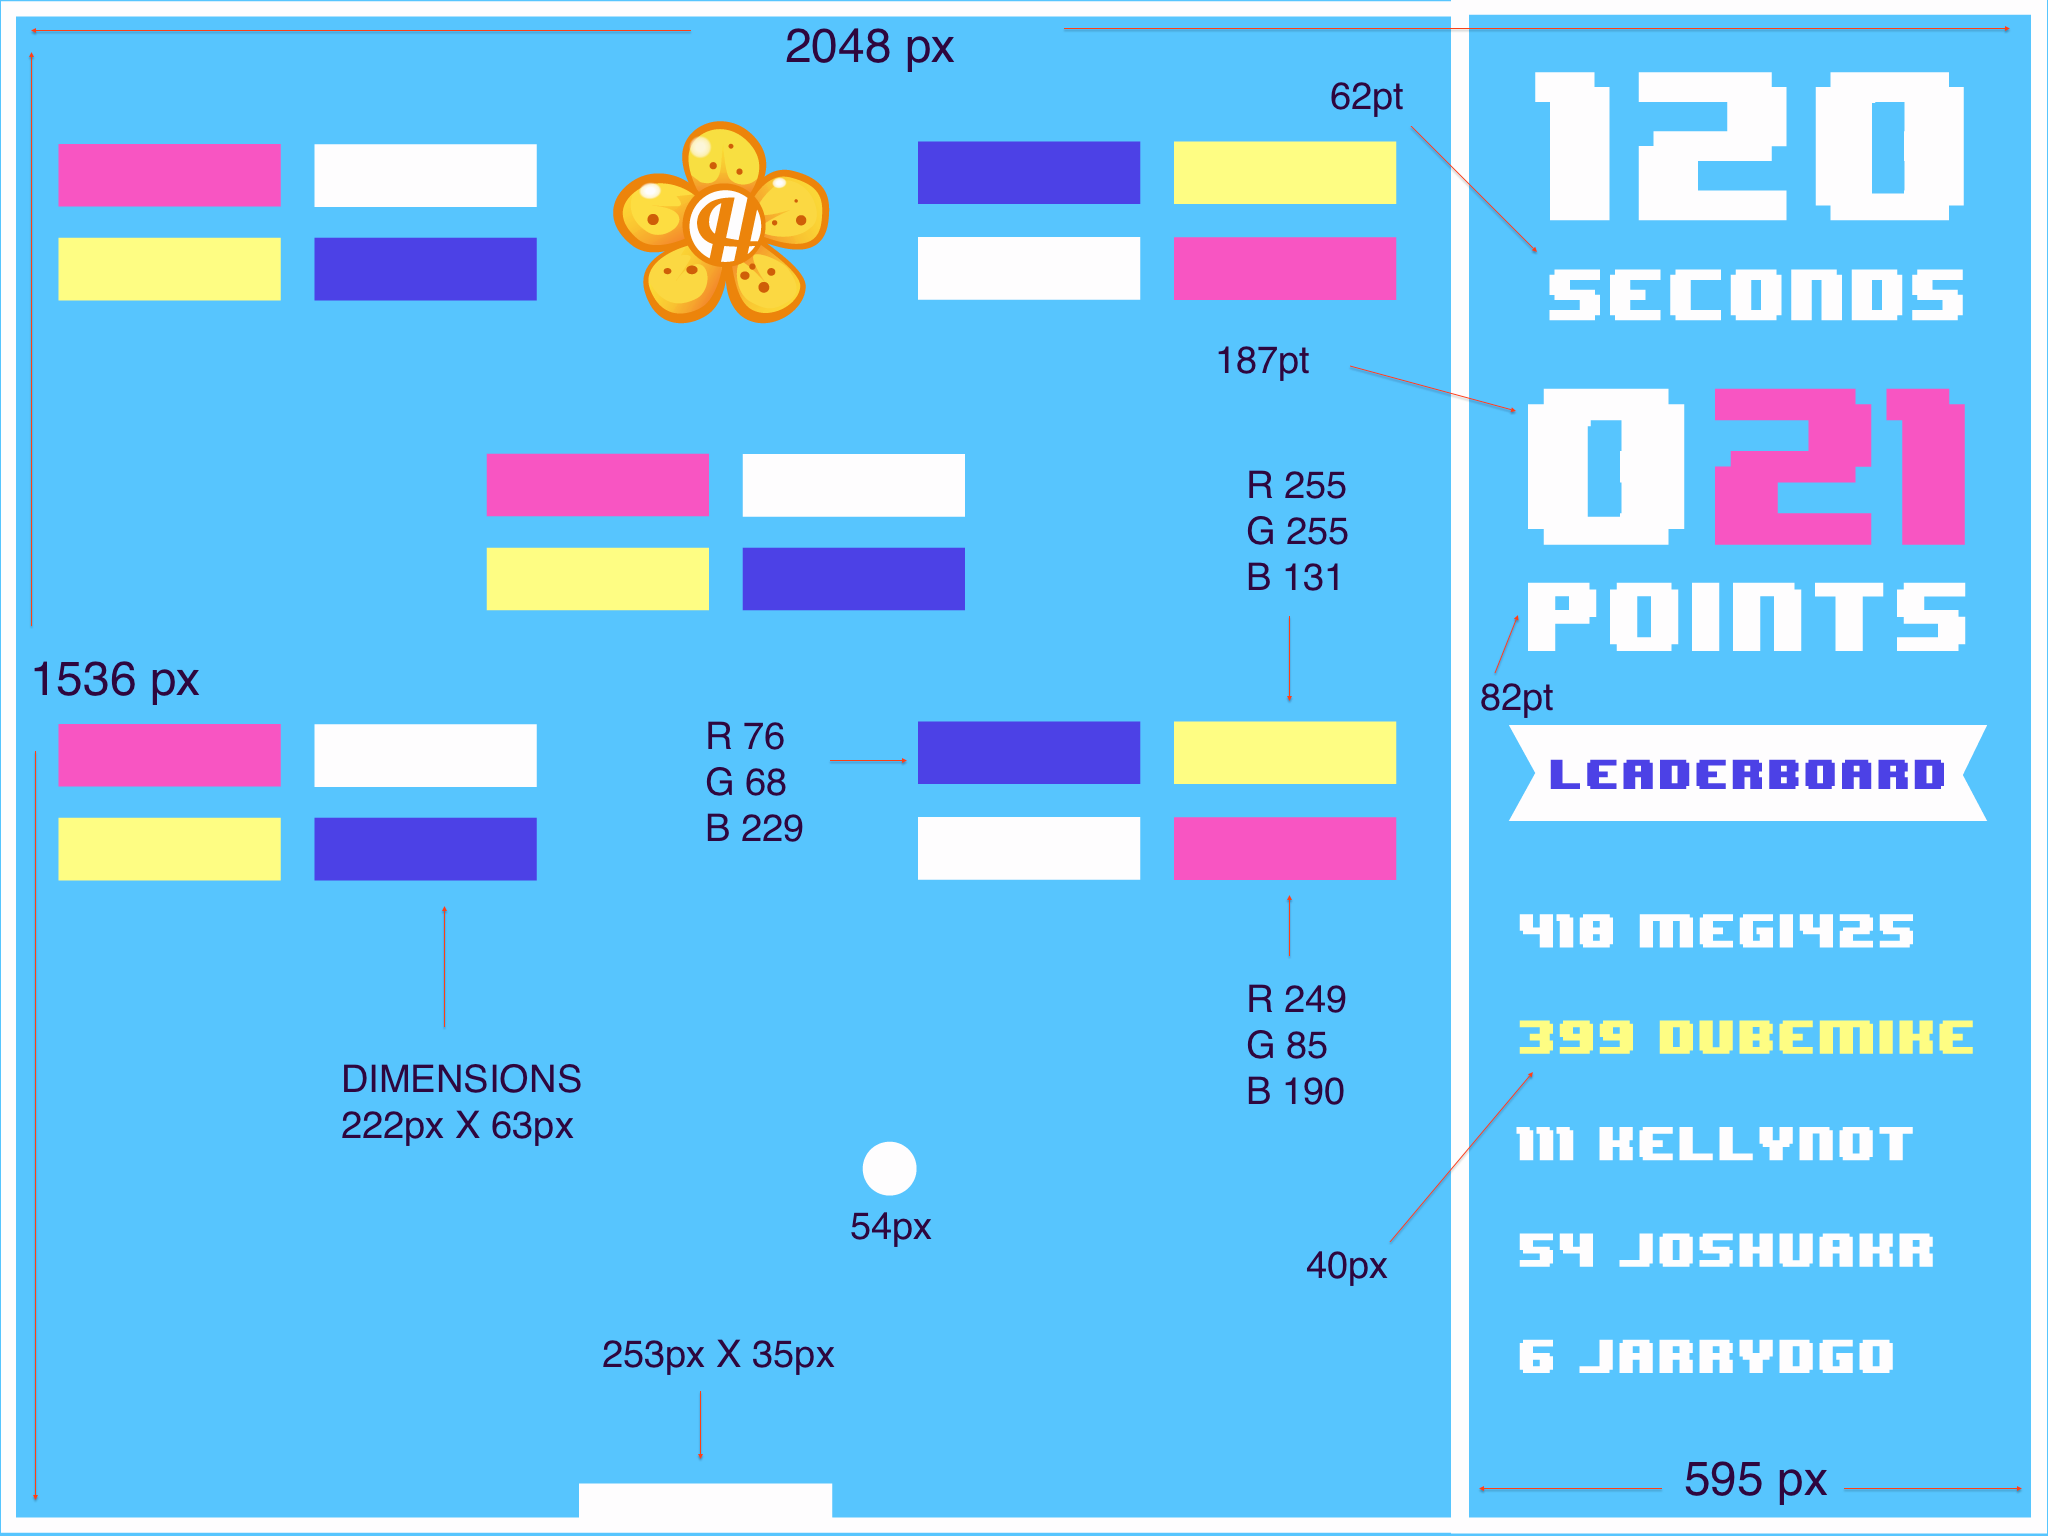 2048 px
62pt
120
SECONDS
187pt
021
POINTS
82pt
R 255
G 255
B 131
1536 px
R 76
G 68
B 229
LEADERBOARD
418 MEGI425
399 DUBEMIKE
111 KELLYNOT
54 JOSHUAKR
6 JARRYDGO
R 249
G 85
B 190
DIMENSIONS
222px X 63px
54px
40px
253px X 35px
595 px